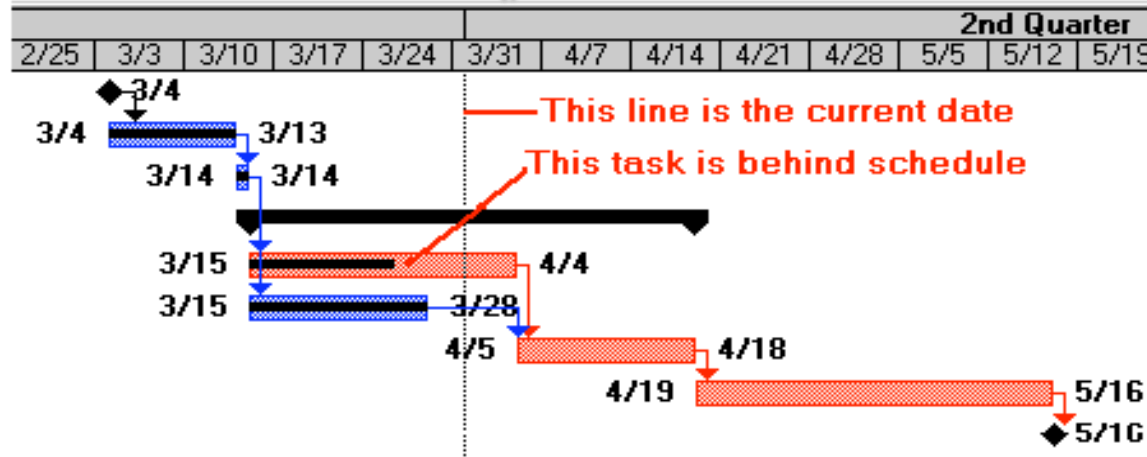 2nd Quarter
2/25 3/3 3/10 3/17 3/24 3/31 4/7 4/14 4/21 4/28 5/5 5/12 5/1
3/4
This line is the current date
3/4 3/13
This task is behind schedule
3/14 3/14
3/15 4/4
3/15 3/28
4/5 4/18
4/19 5/16
5/16